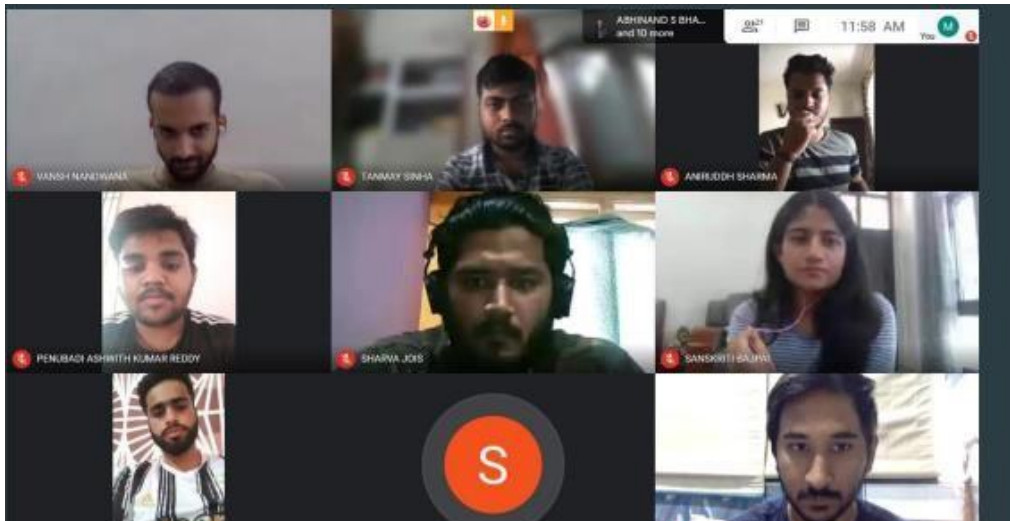 ABHINAND S BHA...
and 10 more
21
11:58 AM
You
M
VANSH NANDWANA
TANMAY SINHA
ANIRUDDH SHARMA
PENUBADI ASHWITH KUMAR REDDY
SHARVA JOIS
SANSKRITI BAJPAI
S